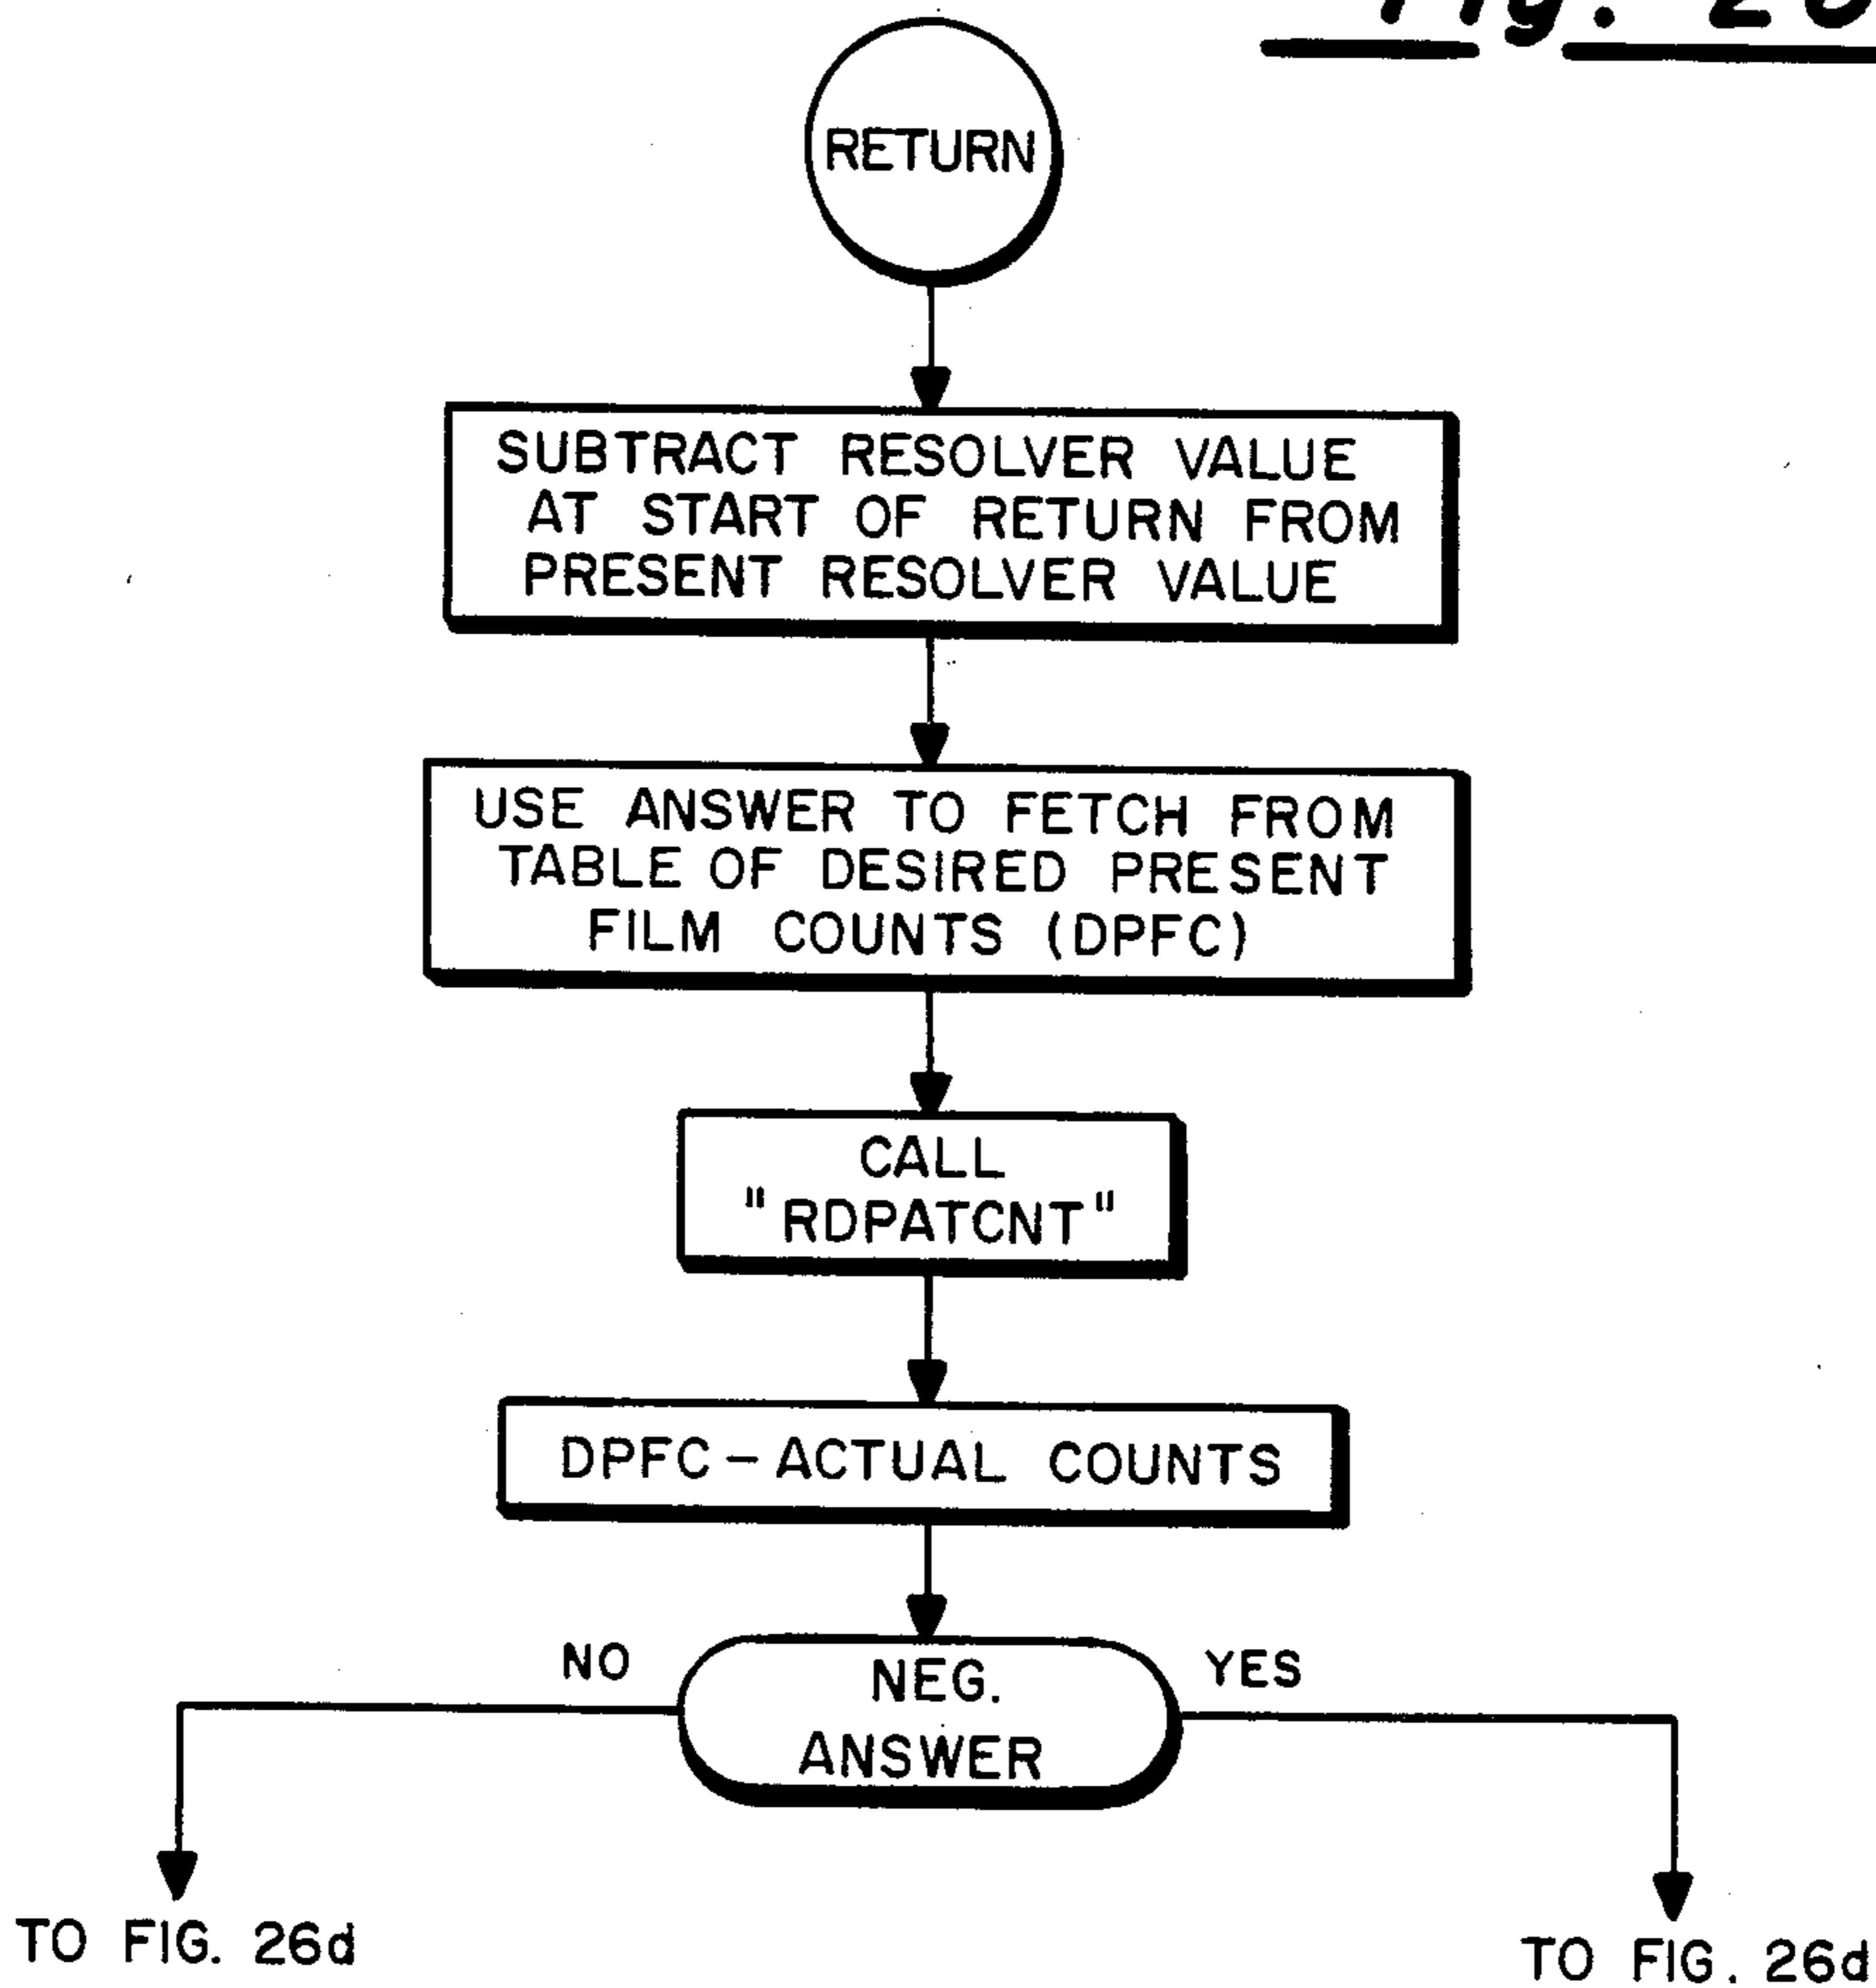 Fig.
RETURN
SUBTRACT RESOLVER VALUE
AT START OF RETURN FROM
PRESENT RESOLVER VALUE
USE ANSWER TO FETCH FROM
TABLE OF DESIRED PRESENT
FILM COUNTS (DPFC)
CALL
"RDPATCNT"
DPFC - ACTUAL COUNTS
NO
YES
NEG.
ANSWER
TO FIG. 26d
TO FIG. 26d